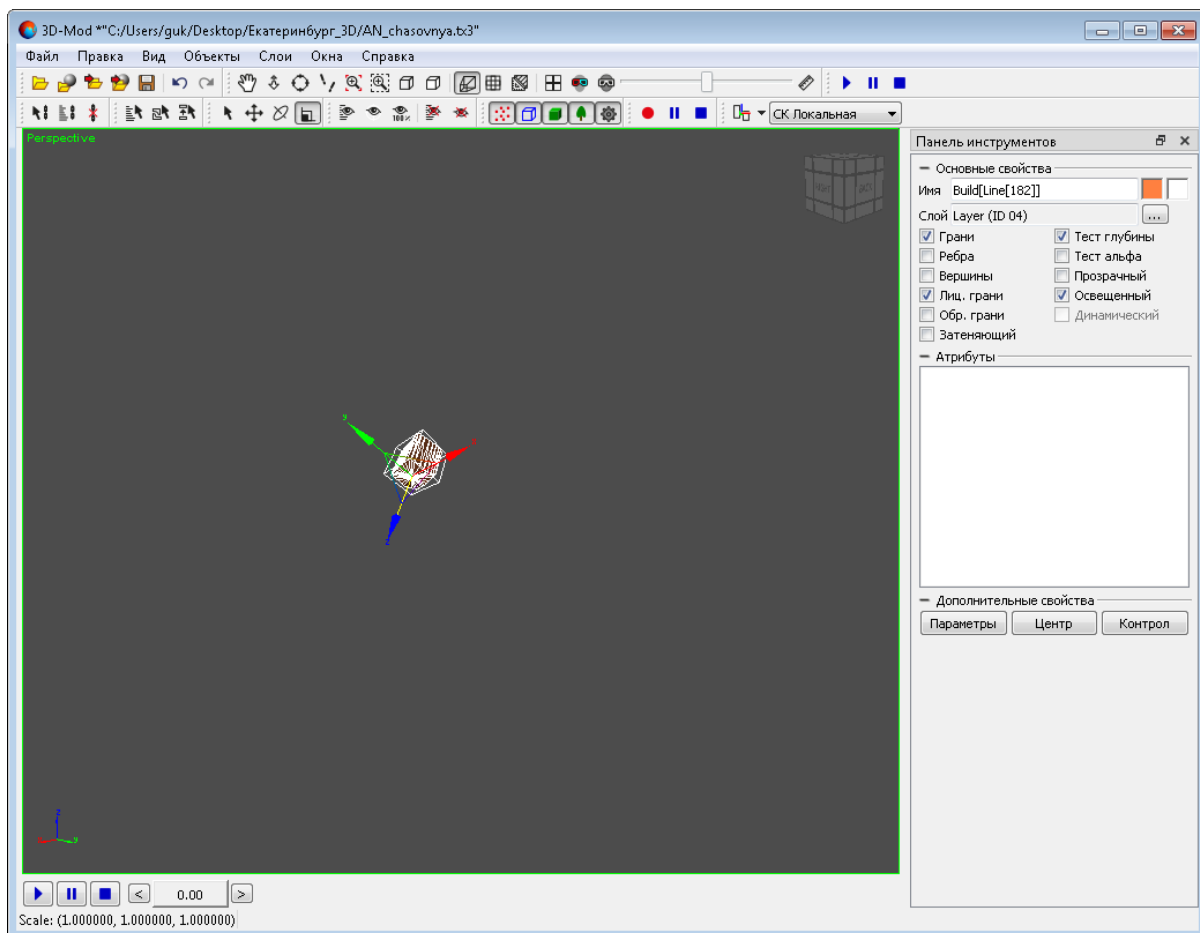 3D-Mod *"C:/Users/guk/Desktop/Екатеринбург_3D/AN_chasovnya.tx3"
Файл Правка Вид Объекты Слои Окна Справка
100%
СК Локальная
Perspective
Панель инструментов
Основные свойства
Имя Build[Line[182]]
Слой Layer (ID 04) ...
Грани Тест глубины
Ребра Тест альфа
Вершины Прозрачный
Лиц. грани Освещенный
Обр. грани Динамический
Затеняющий
Атрибуты
y
z
Дополнительные свойства
Параметры Центр Контрол
z
y
< 0.00 >
Scale: (1.000000, 1.000000, 1.000000)